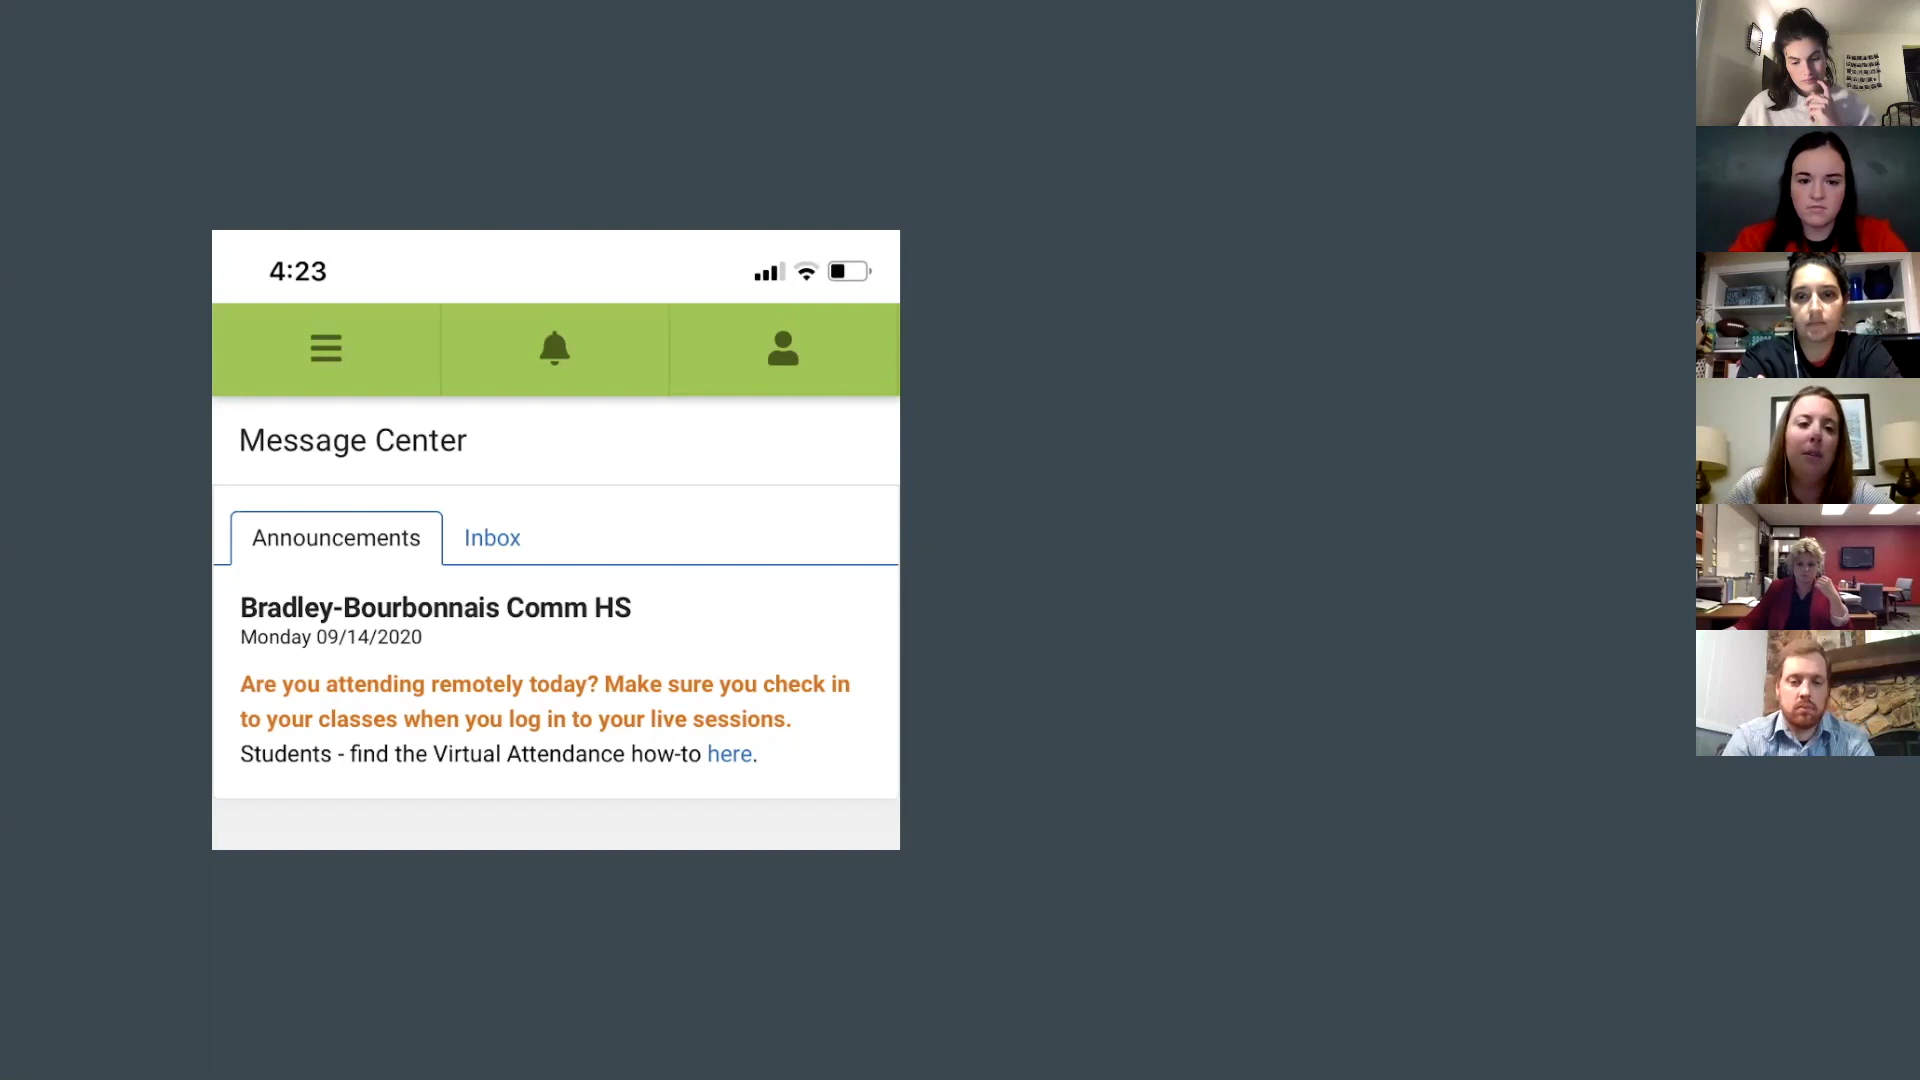 4:23
Message Center
Announcements Inbox
Bradley-Bourbonnais Comm HS
Monday 09/14/2020
Are you attending remotely today? Make sure you check in
to your classes when you log in to your live sessions.
Students - find the Virtual Attendance how-to here.